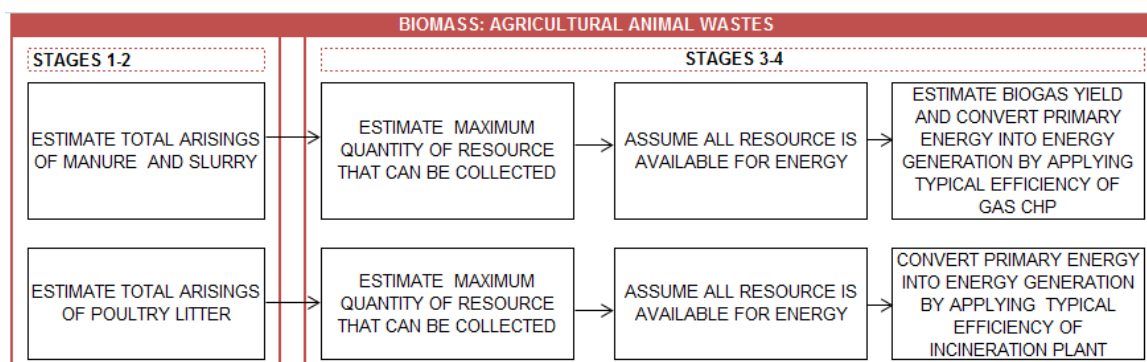 BIOMASS: AGRICULTURAL ANIMAL WASTES
STAGES 1-2
STAGES 3-4
ESTIMATE TOTAL ARISINGS
OF MANURE AND SLURRY
ESTIMATE MAXIMUM
QUANTITY OF RESOURCE
THAT CAN BE COLLECTED
ASSUME ALL RESOURCE IS
AVAILABLE FOR ENERGY
ESTIMATE BIOGAS YIELD
AND CONVERT PRIMARY
ENERGY INTO ENERGY
GENERATION BY APPLYING
TYPICAL EFFICIENCY OF
GAS CHP
ESTIMATE TOTAL ARISINGS
OF POULTRY LITTER
ESTIMATE MAXIMUM
QUANTITY OF RESOURCE
THAT CAN BE COLLECTED
ASSUME ALL RESOURCE IS
AVAILABLE FOR ENERGY
CONVERT PRIMARY ENERGY
INTO ENERGY GENERATION
BY APPLYING TYPICAL
EFFICIENCY OF
INCINERATION PLANT